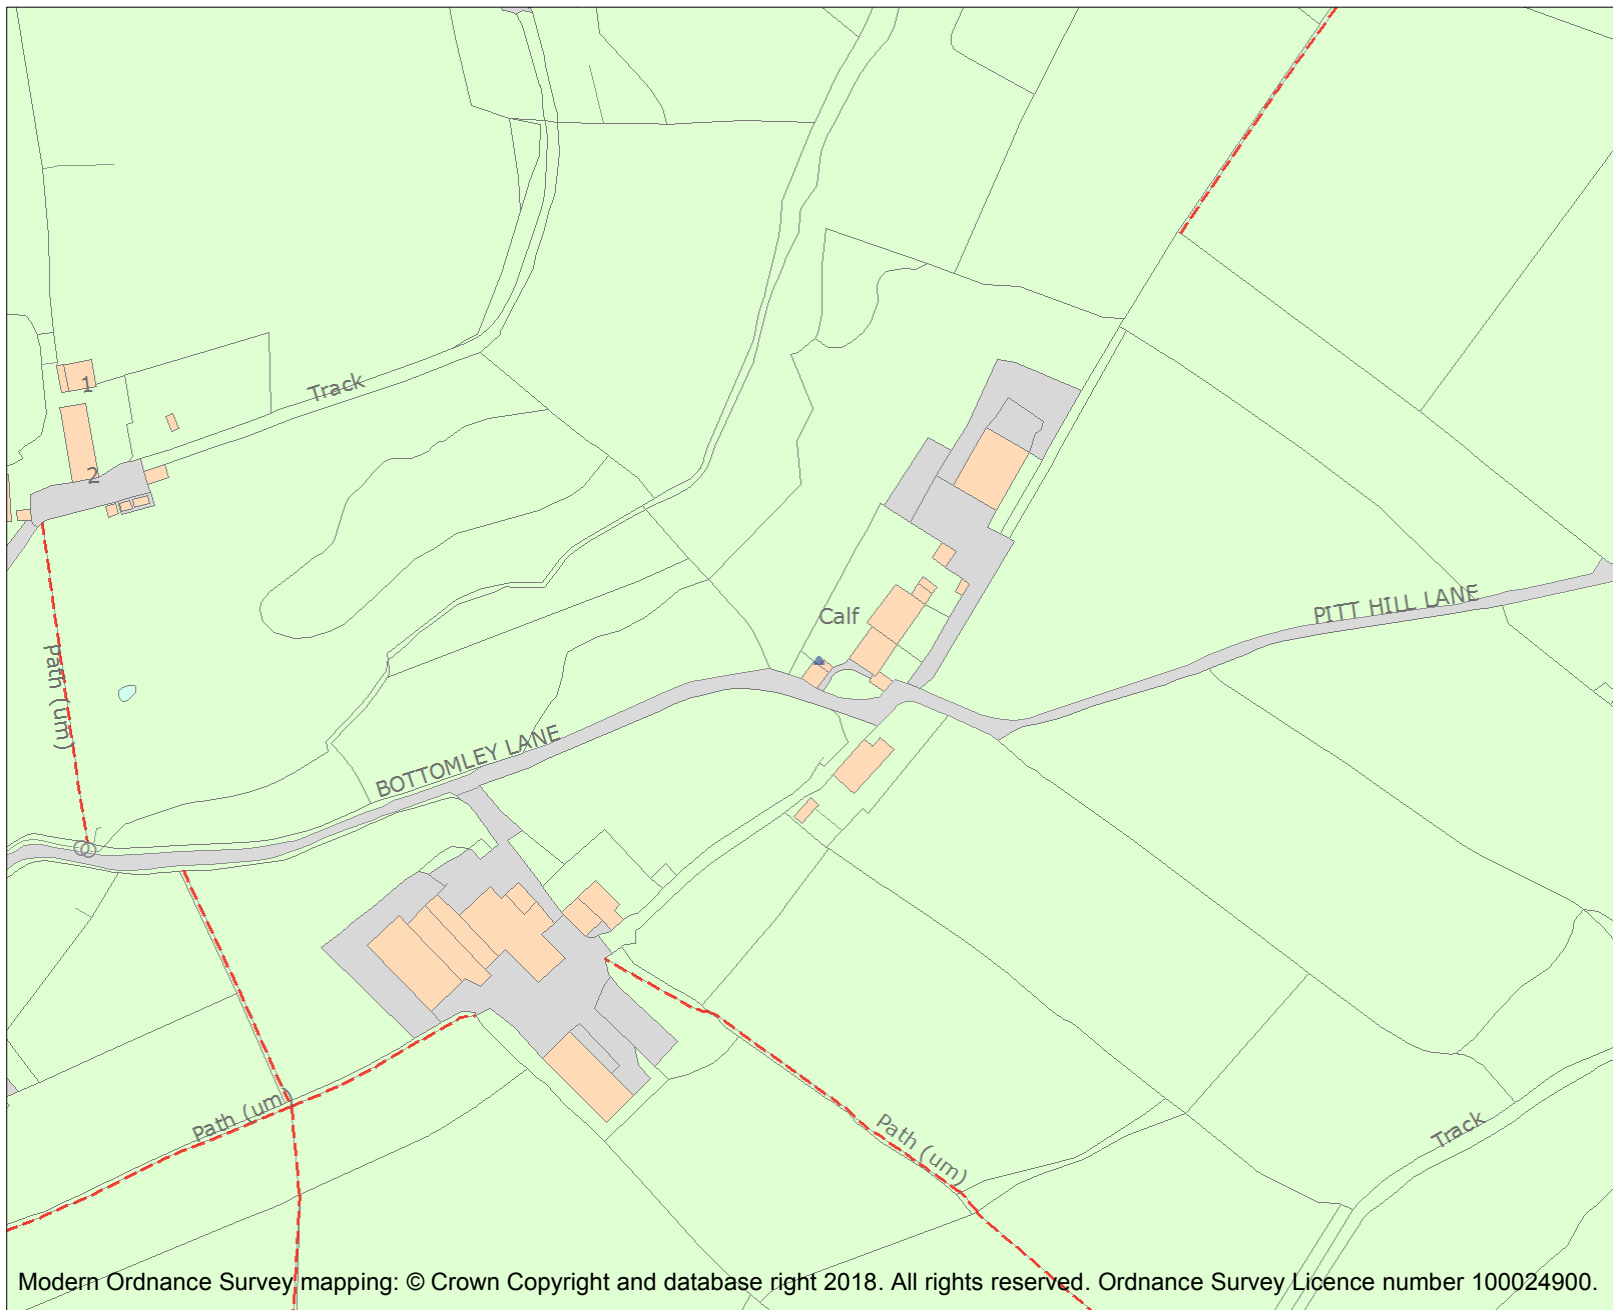 1
Track
2
PITT HILL LANE
Calf
Path (um)
BOTTOMLEY LANE
Path (um)
Path (um)
Track
Modern Ordnance Survey mapping: © Crown Copyright and database right 2018. All rights reserved. Ordnance Survey Licence number 100024900.